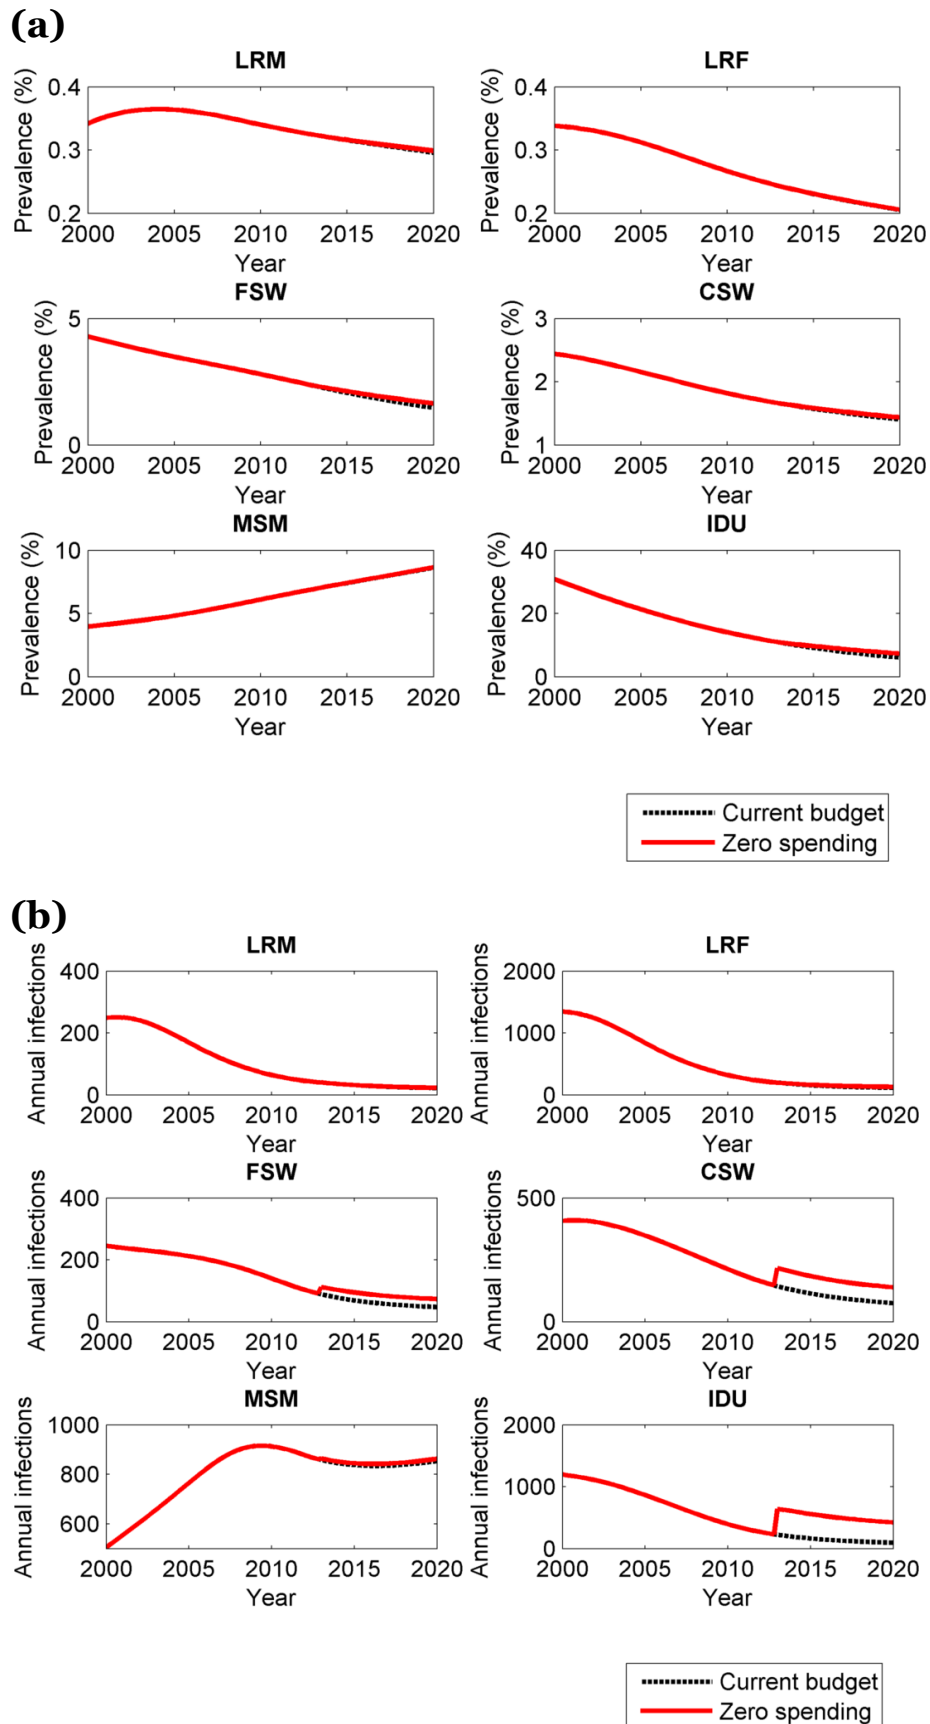 (a)
LRM
LRF
Prevalence (%)
0.4
0.3
0.2
2000 2005 2010 2015 2020
Year
Prevalence (%)
0.4
0.3
0.2
2000 2005 2010 2015 2020
Year
FSW
CSW
Prevalence (%)
5
0
2000 2005 2010 2015 2020
Year
Prevalence (%)
3
2
1
2000 2005 2010 2015 2020
Year
MSM
IDU
Prevalence (%)
10
5
0
2000 2005 2010 2015 2020
Year
Prevalence (%)
40
20
0
2000 2005 2010 2015 2020
Year
Current budget
Zero spending
(b)
LRM
LRF
Annual infections
400
200
0
2000 2005 2010 2015 2020
Year
Annual infections
2000
1000
0
2000 2005 2010 2015 2020
Year
FSW
CSW
Annual infections
400
200
0
2000 2005 2010 2015 2020
Year
Annual infections
500
0
2000 2005 2010 2015 2020
Year
MSM
IDU
Annual infections
1000
800
600
2000 2005 2010 2015 2020
Year
Annual infections
2000
1000
0
2000 2005 2010 2015 2020
Year
Current budget
Zero spending